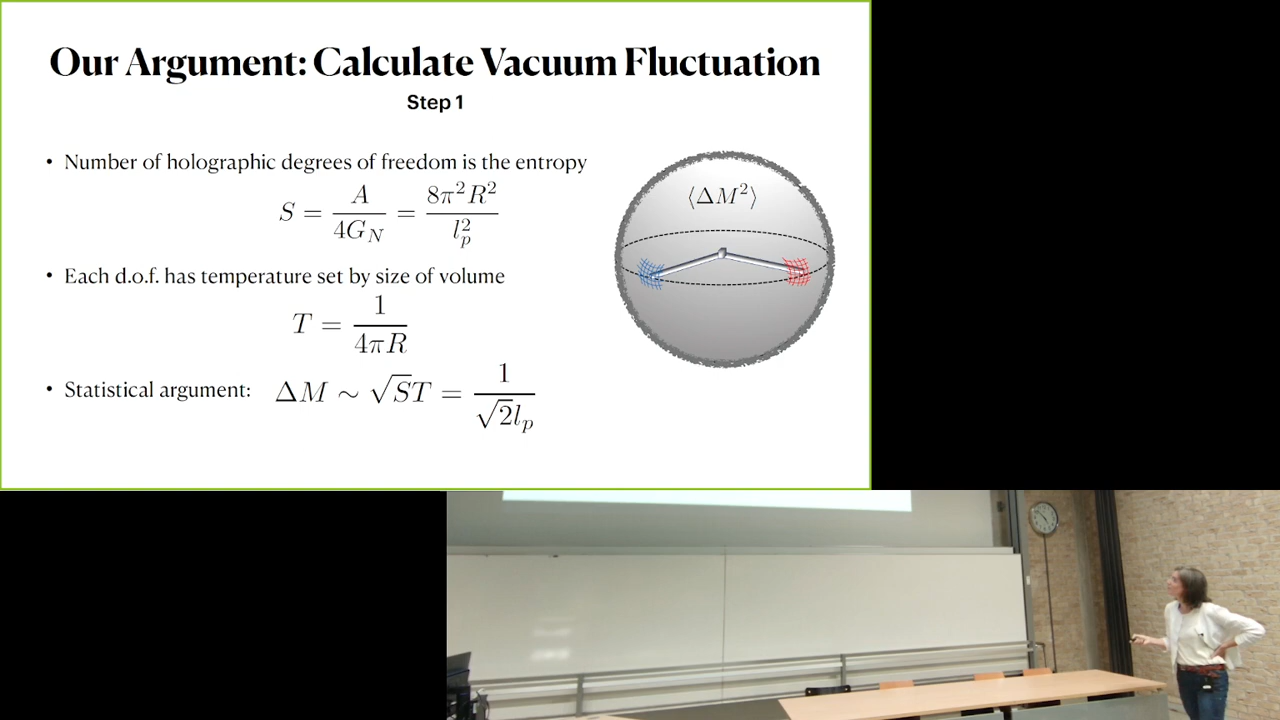 Our Argument: Calculate Vacuum Fluctuation
Step 1
• Number of holographic degrees of freedom is the entropy
S = A / 4G_N = 8π²R² / l_p²
⟨ΔM²⟩
• Each d.o.f. has temperature set by size of volume
T = 1 / 4πR
• Statistical argument: ΔM ∼ √S T = 1 / √2 l_p